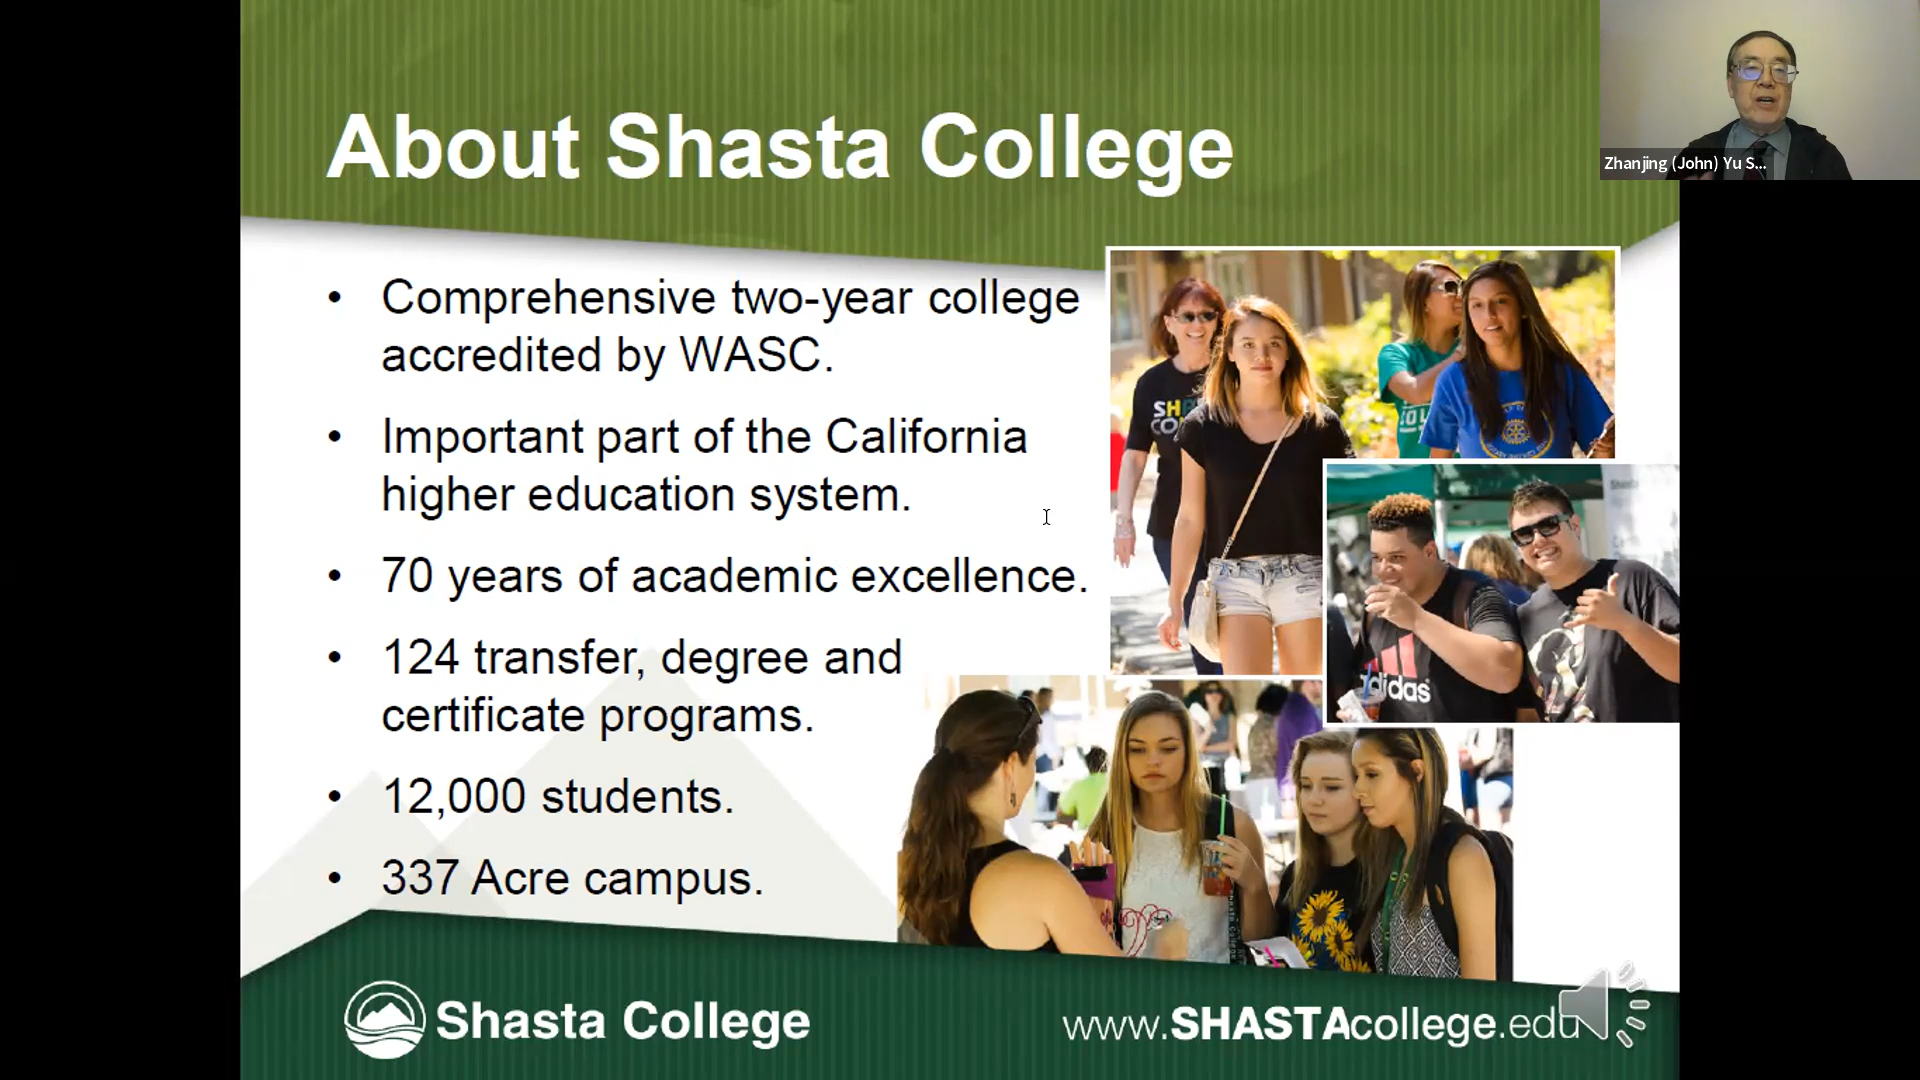 About Shasta College
Zhanjing (John) Yu S...
• Comprehensive two-year college
accredited by WASC.
• Important part of the California
higher education system.
• 70 years of academic excellence.
• 124 transfer, degree and
certificate programs.
• 12,000 students.
• 337 Acre campus.
adidas
Shasta College
www.SHASTAcollege.edu